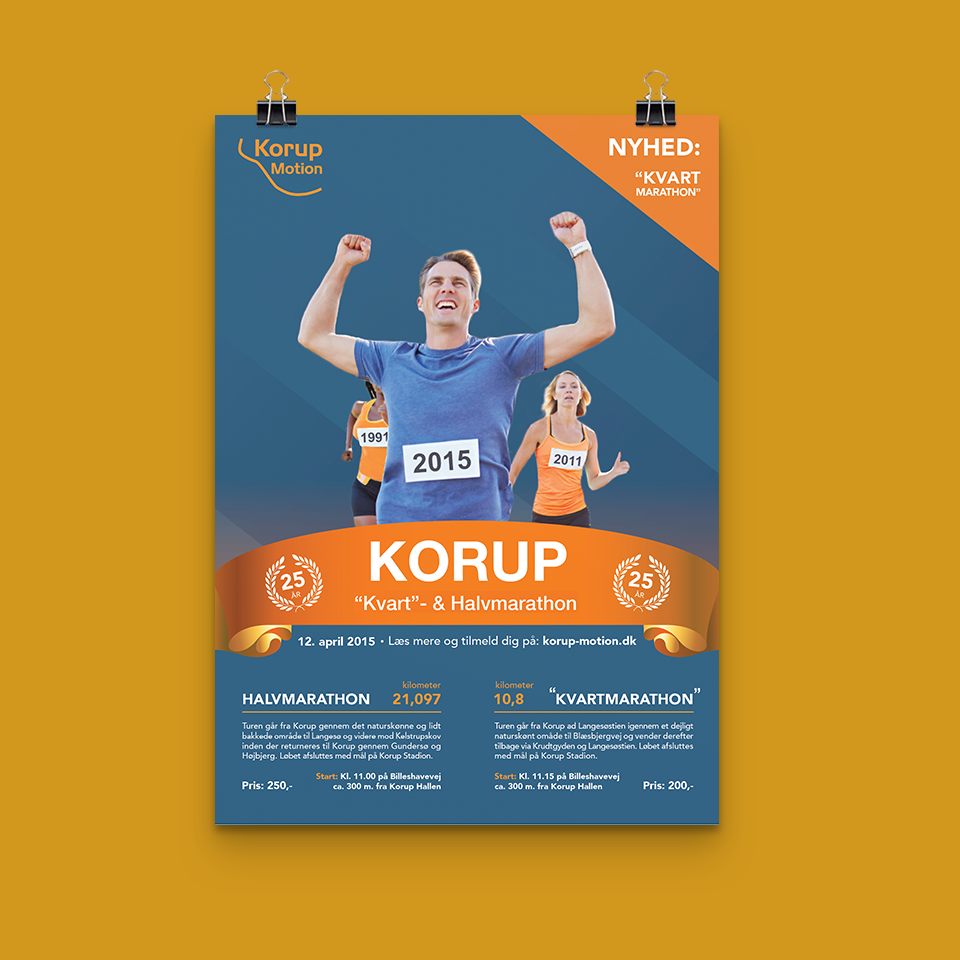 Korup
Motion
NYHED:
“KVART
MARATHON”
1991
2015
2011
KORUP
“Kvart”- & Halvmarathon
25
ÅR
25
ÅR
12. april 2015 • Læs mere og tilmeld dig på: korup-motion.dk
kilometer
HALVMARATHON 21,097
Turen går fra Korup gennem det naturskønne og lidt
bakkede område til Langesø og videre mod Kelstrupskov
inden der returneres til Korup gennem Gundersø og
Højbjerg. Løbet afsluttes med mål på Korup Stadion.
Pris: 250,-
Start: Kl. 11.00 på Billeshavevej
ca. 300 m. fra Korup Hallen
kilometer
10,8 “KVARTMARATHON”
Turen går fra Korup ad Langesøstien igennem et dejligt
naturskønt omåde til Blæsbjergvej og vender derefter
tilbage via Krudtgyden og Langesøstien. Løbet afsluttes
med mål på Korup Stadion.
Start: Kl. 11.15 på Billeshavevej
ca. 300 m. fra Korup Hallen
Pris: 200,-